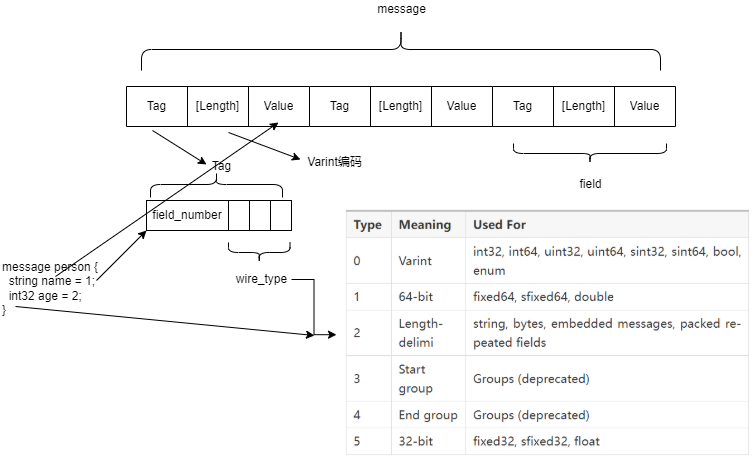 message
Tag [Length] Value Tag [Length] Value Tag [Length] Value
Varint编码
Tag
field
field_number
wire_type
message person {
string name = 1;
int32 age = 2;
}
Type Meaning Used For
0 Varint int32, int64, uint32, uint64, sint32, sint64, bool,
enum
1 64-bit fixed64, sfixed64, double
2 Length-
delimi string, bytes, embedded messages, packed re-
peated fields
3 Start
group Groups (deprecated)
4 End group Groups (deprecated)
5 32-bit fixed32, sfixed32, float